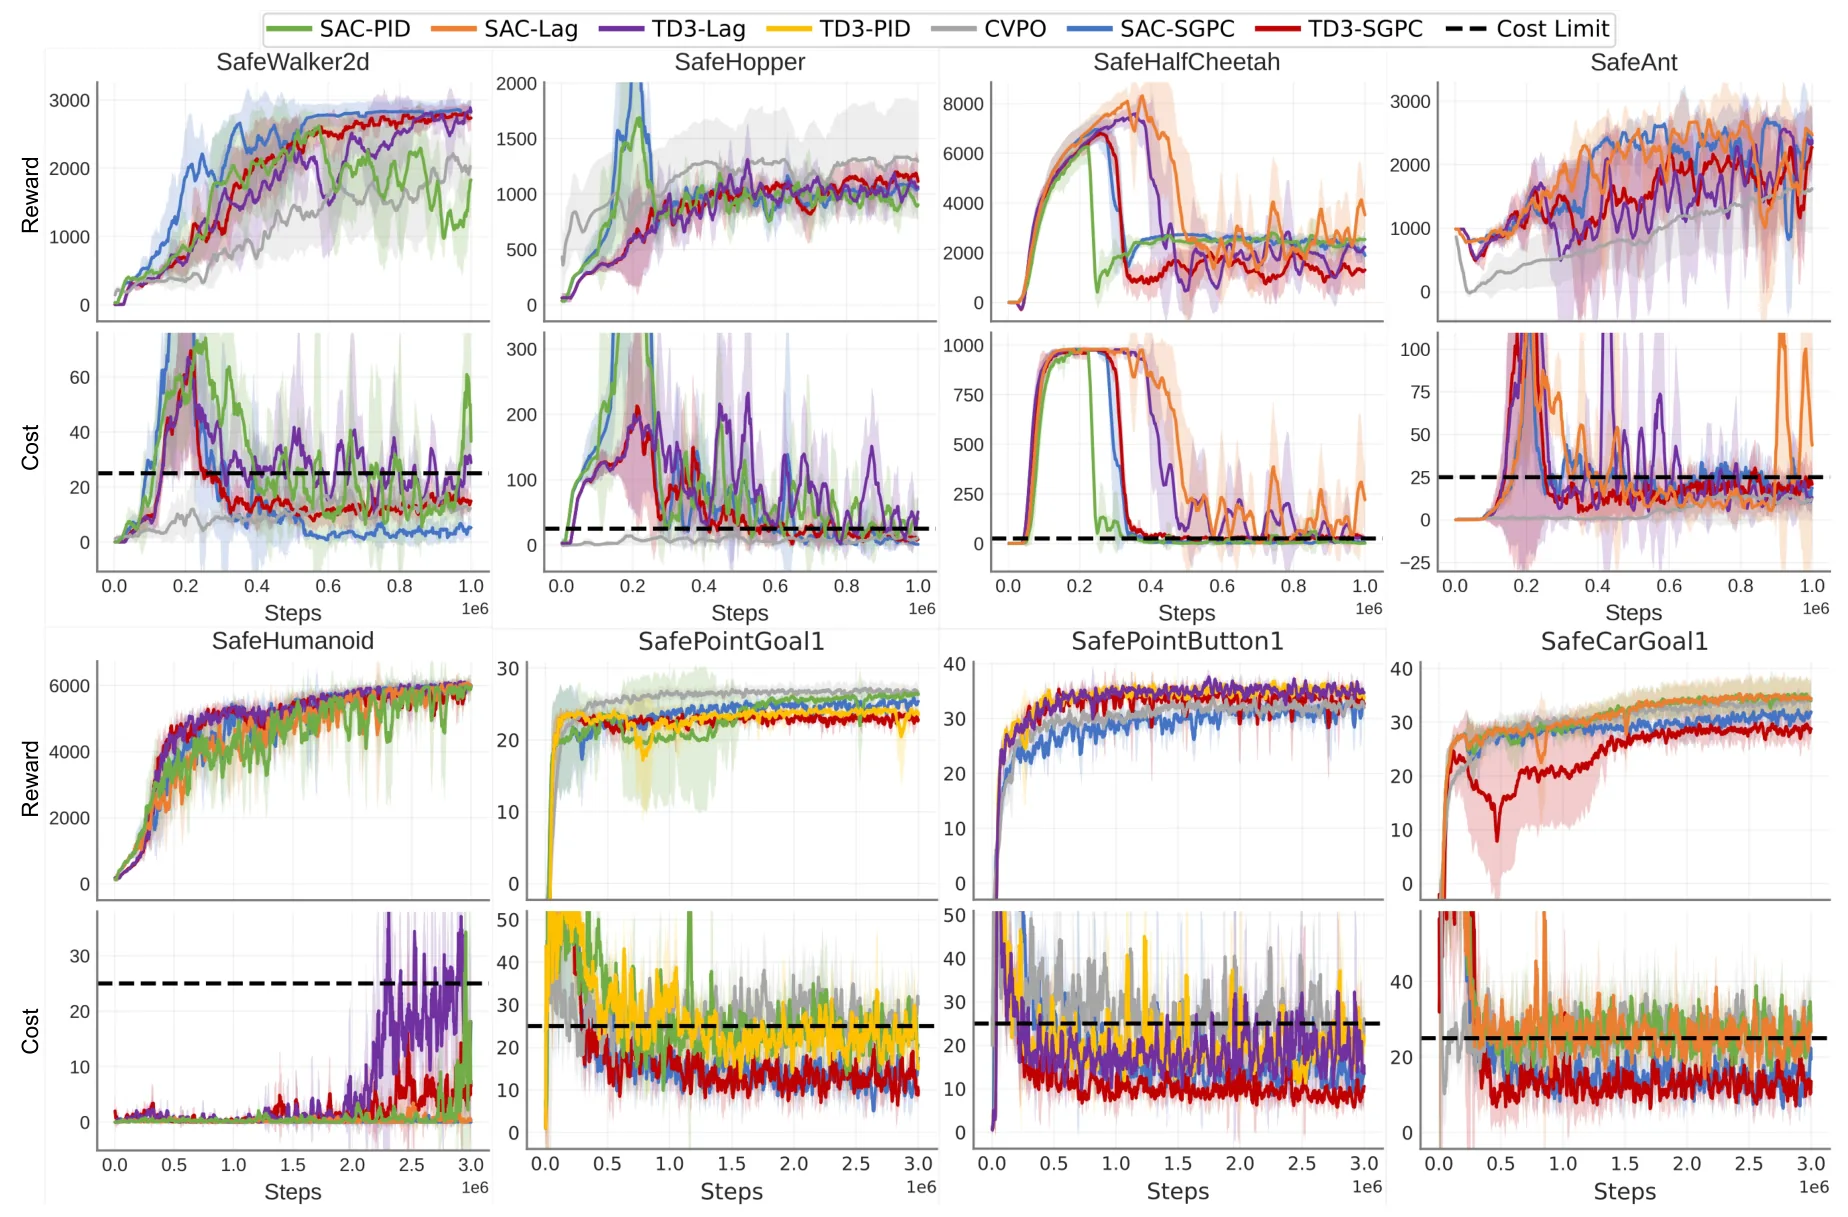 SAC-PID SAC-Lag TD3-Lag TD3-PID CVPO SAC-SGPC TD3-SGPC Cost Limit
SafeWalker2d SafeHopper SafeHalfCheetah SafeAnt
Reward
3000
2000
1000
0
2000
1500
1000
500
0
8000
6000
4000
2000
0
3000
2000
1000
0
Cost
60
40
20
0
300
200
100
0
1000
750
500
250
0
100
75
50
25
0
−25
0.0 0.2 0.4 0.6 0.8 1.0
1e6
Steps
0.0 0.2 0.4 0.6 0.8 1.0
1e6
Steps
0.0 0.2 0.4 0.6 0.8 1.0
1e6
Steps
0.0 0.2 0.4 0.6 0.8 1.0
1e6
Steps
SafeHumanoid SafePointGoal1 SafePointButton1 SafeCarGoal1
Reward
6000
4000
2000
0
30
20
10
0
40
30
20
10
0
40
30
20
10
0
Cost
30
20
10
0
50
40
30
20
10
0
50
40
30
20
10
0
40
20
0
0.0 0.5 1.0 1.5 2.0 2.5 3.0
1e6
Steps
0.0 0.5 1.0 1.5 2.0 2.5 3.0
1e6
Steps
0.0 0.5 1.0 1.5 2.0 2.5 3.0
1e6
Steps
0.0 0.5 1.0 1.5 2.0 2.5 3.0
1e6
Steps